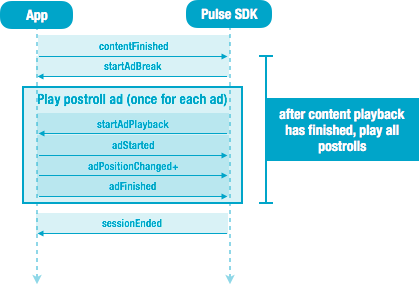 App
Pulse SDK
contentFinished
startAdBreak
Play postroll ad (once for each ad)
startAdPlayback
adStarted
adPositionChanged+
adFinished
sessionEnded
after content playback
has finished, play all
postrolls